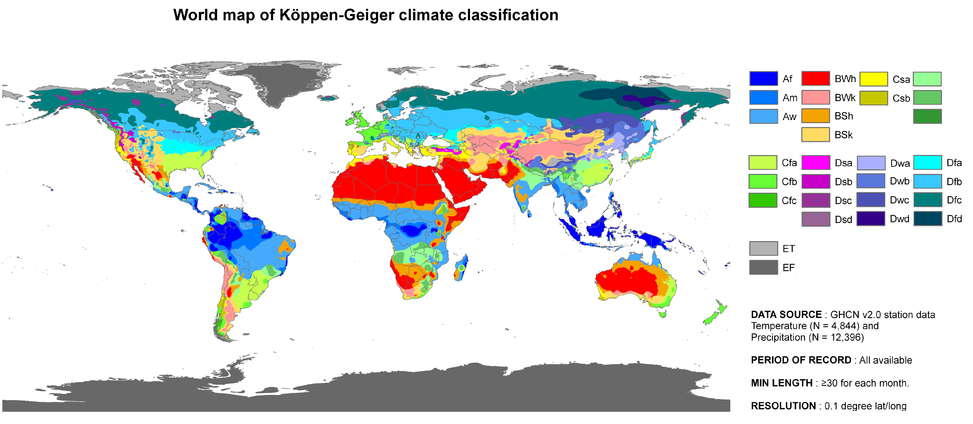 World map of Köppen-Geiger climate classification
Af BWh Csa
Am BWk Csb
Aw BSh
BSk
Cfa Dsa Dwa Dfa
Cfb Dsb Dwb Dfb
Cfc Dsc Dwc Dfc
Dsd Dwd Dfd
ET
EF
DATA SOURCE : GHCN v2.0 station data
Temperature (N = 4,844) and
Precipitation (N = 12,396)
PERIOD OF RECORD : All available
MIN LENGTH : ≥30 for each month.
RESOLUTION : 0.1 degree lat/long